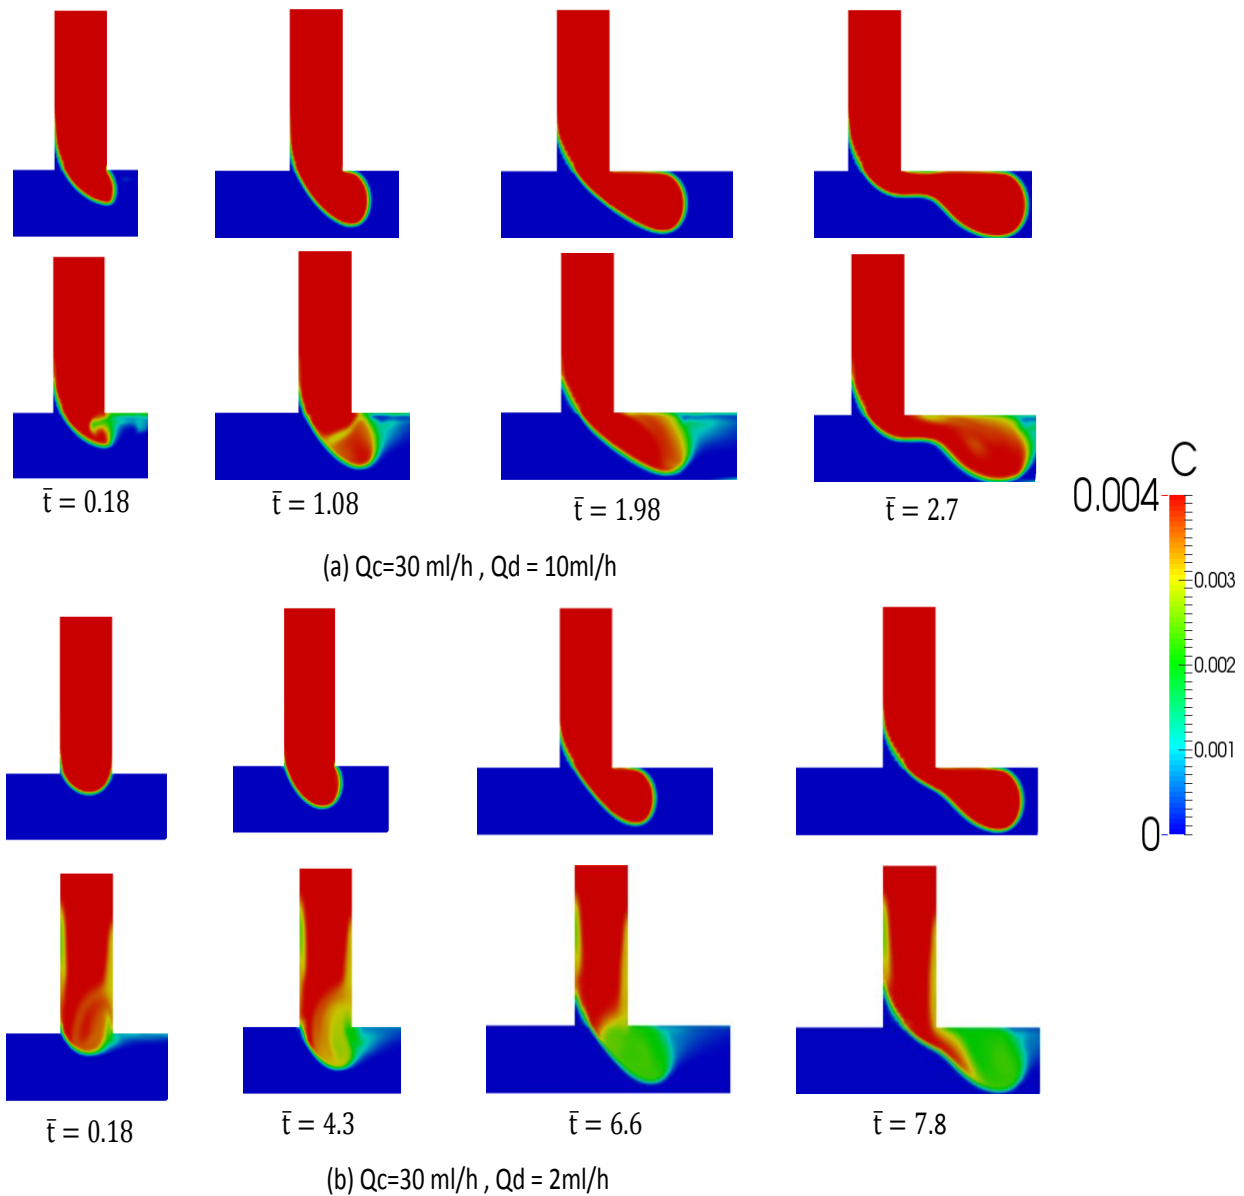 t̄ = 0.18
t̄ = 1.08
t̄ = 1.98
t̄ = 2.7
(a) Qc=30 ml/h , Qd = 10ml/h
C
0.004
0.003
0.002
0.001
0
t̄ = 0.18
t̄ = 4.3
t̄ = 6.6
t̄ = 7.8
(b) Qc=30 ml/h , Qd = 2ml/h